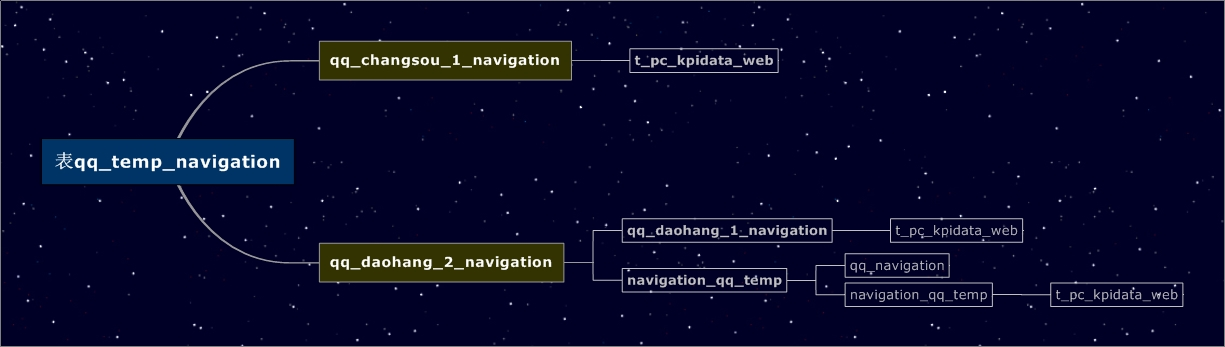 qq_changsou_1_navigation
t_pc_kpidata_web
表qq_temp_navigation
qq_daohang_1_navigation
t_pc_kpidata_web
qq_daohang_2_navigation
qq_navigation
navigation_qq_temp
navigation_qq_temp
t_pc_kpidata_web